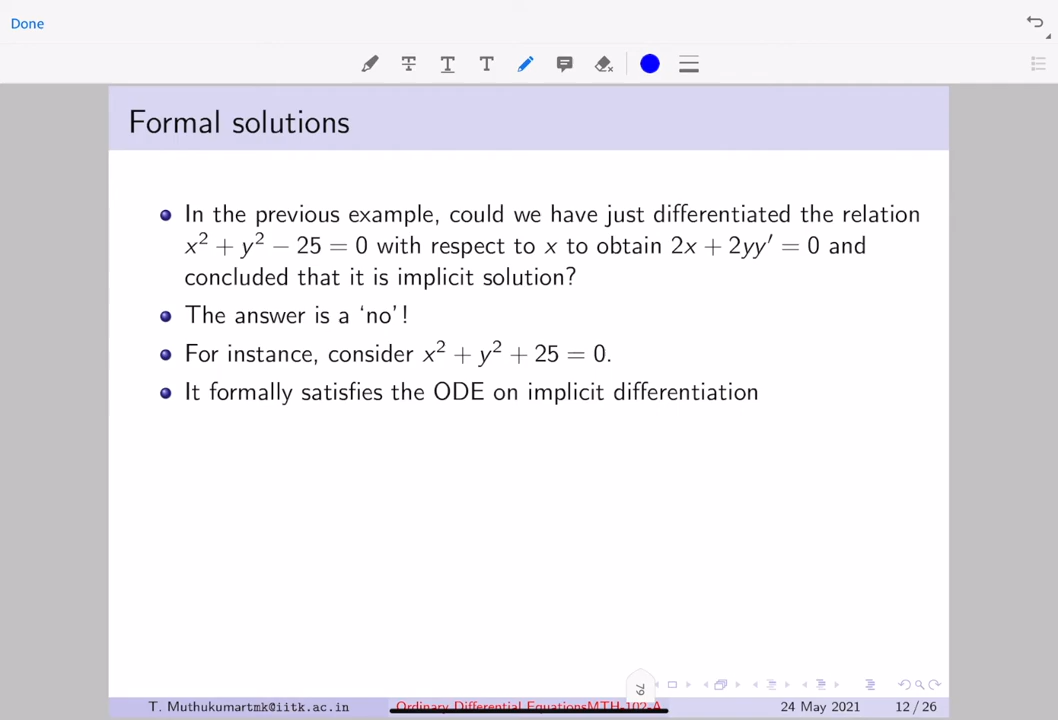 Done
Formal solutions
In the previous example, could we have just differentiated the relation
x² + y² − 25 = 0 with respect to x to obtain 2x + 2yy′ = 0 and
concluded that it is implicit solution?
The answer is a ‘no’!
For instance, consider x² + y² + 25 = 0.
It formally satisfies the ODE on implicit differentiation
79
T. Muthukumartmk@iitk.ac.in Ordinary Differential EquationsMTH-102-A 24 May 2021 12 / 26